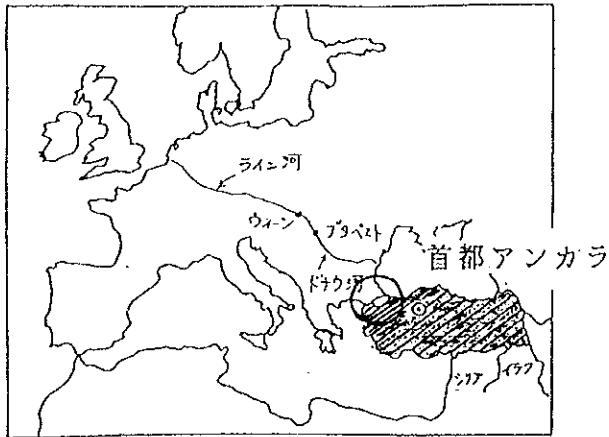 ライン河
ウィーン
ブダペスト
首都アンカラ
ドナウ河
シリア
イラク